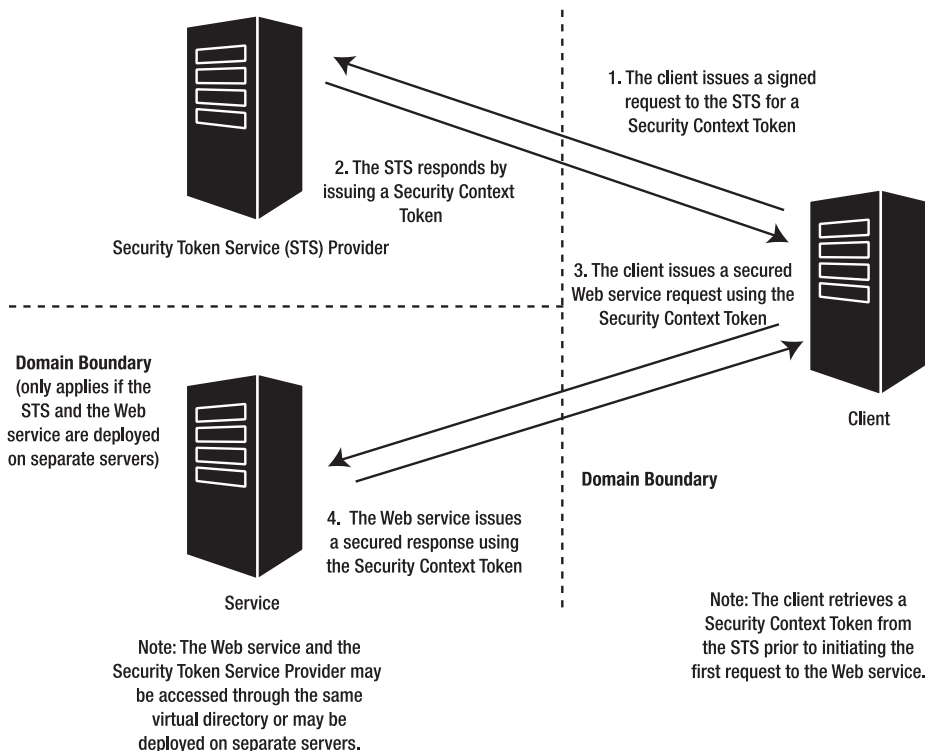 1. The client issues a signed
request to the STS for a
Security Context Token
2. The STS responds by
issuing a Security Context
Token
Security Token Service (STS) Provider
3. The client issues a secured
Web service request using the
Security Context Token
Domain Boundary
(only applies if the
STS and the Web
service are deployed
on separate servers)
Client
Domain Boundary
4. The Web service issues
a secured response using
the Security Context Token
Service
Note: The Web service and the
Security Token Service Provider may
be accessed through the same
virtual directory or may be
deployed on separate servers.
Note: The client retrieves a
Security Context Token from
the STS prior to initiating the
first request to the Web service.